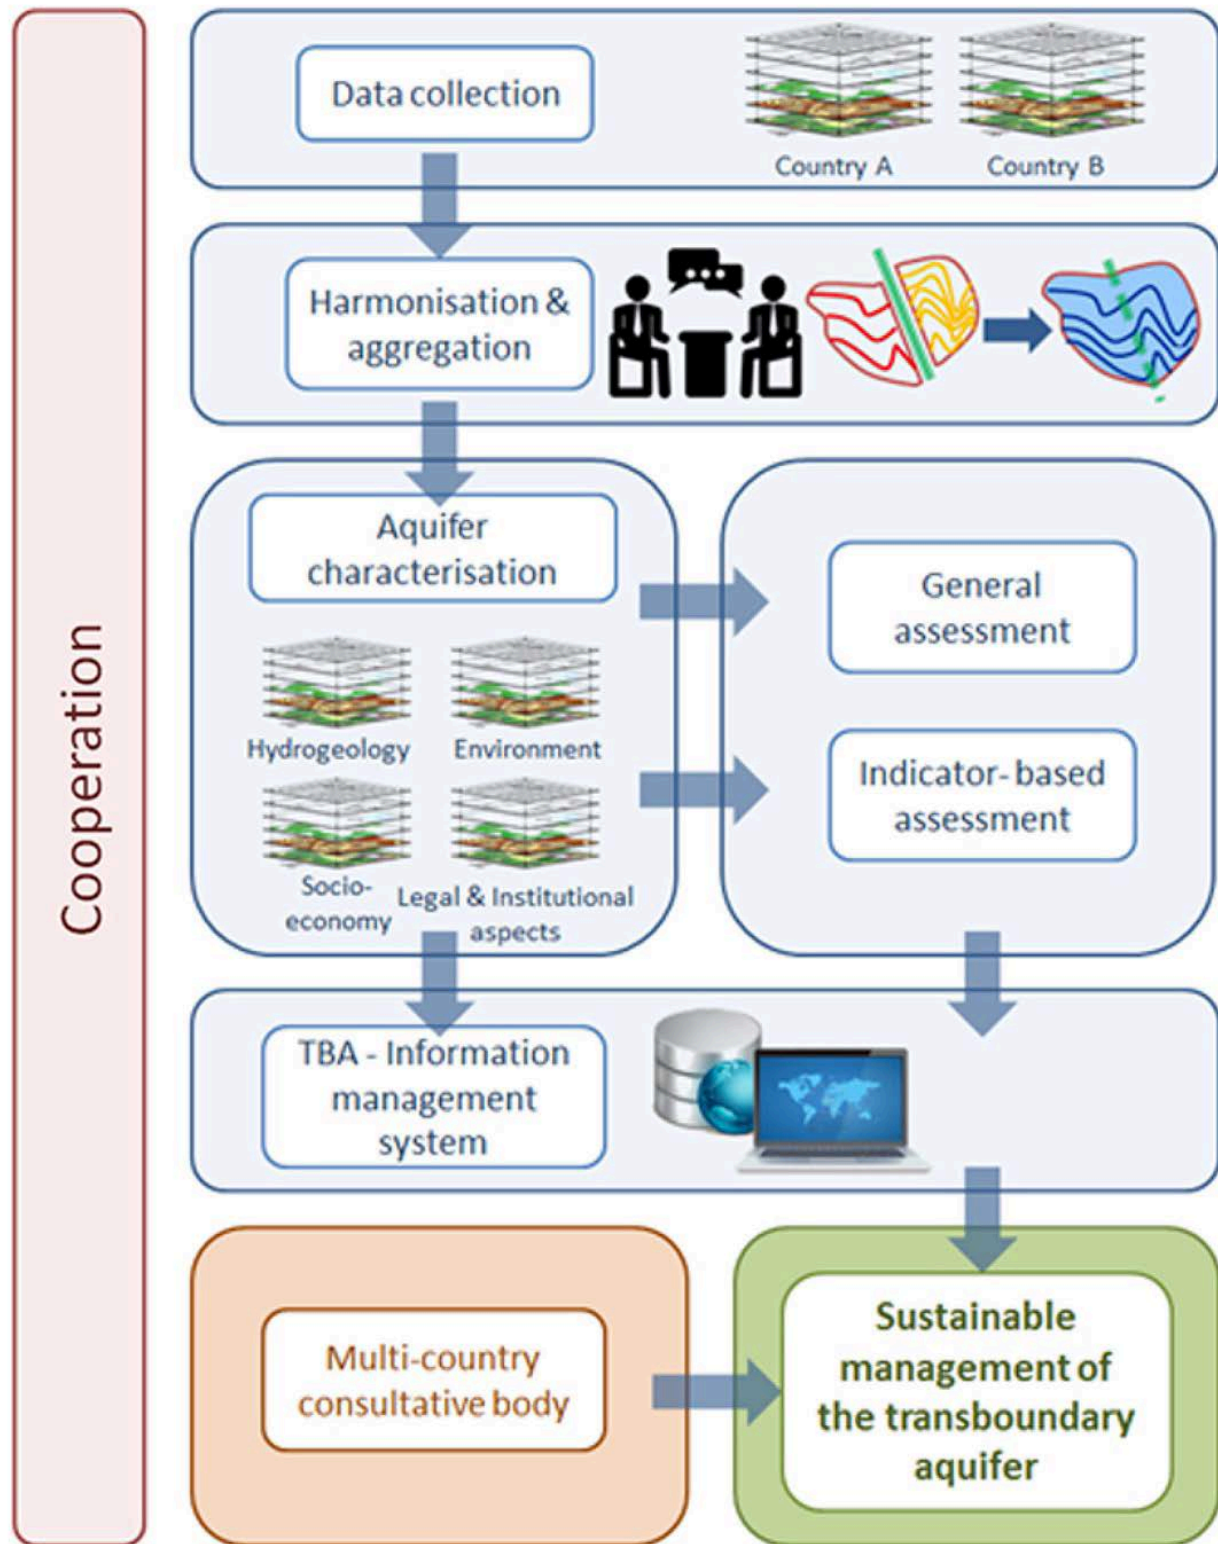 Cooperation
Data collection
Country A
Country B
Harmonisation &
aggregation
Aquifer
characterisation
Hydrogeology
Environment
Socio-
economy
Legal & Institutional
aspects
General
assessment
Indicator- based
assessment
TBA - Information
management
system
Multi-country
consultative body
Sustainable
management of
the transboundary
aquifer